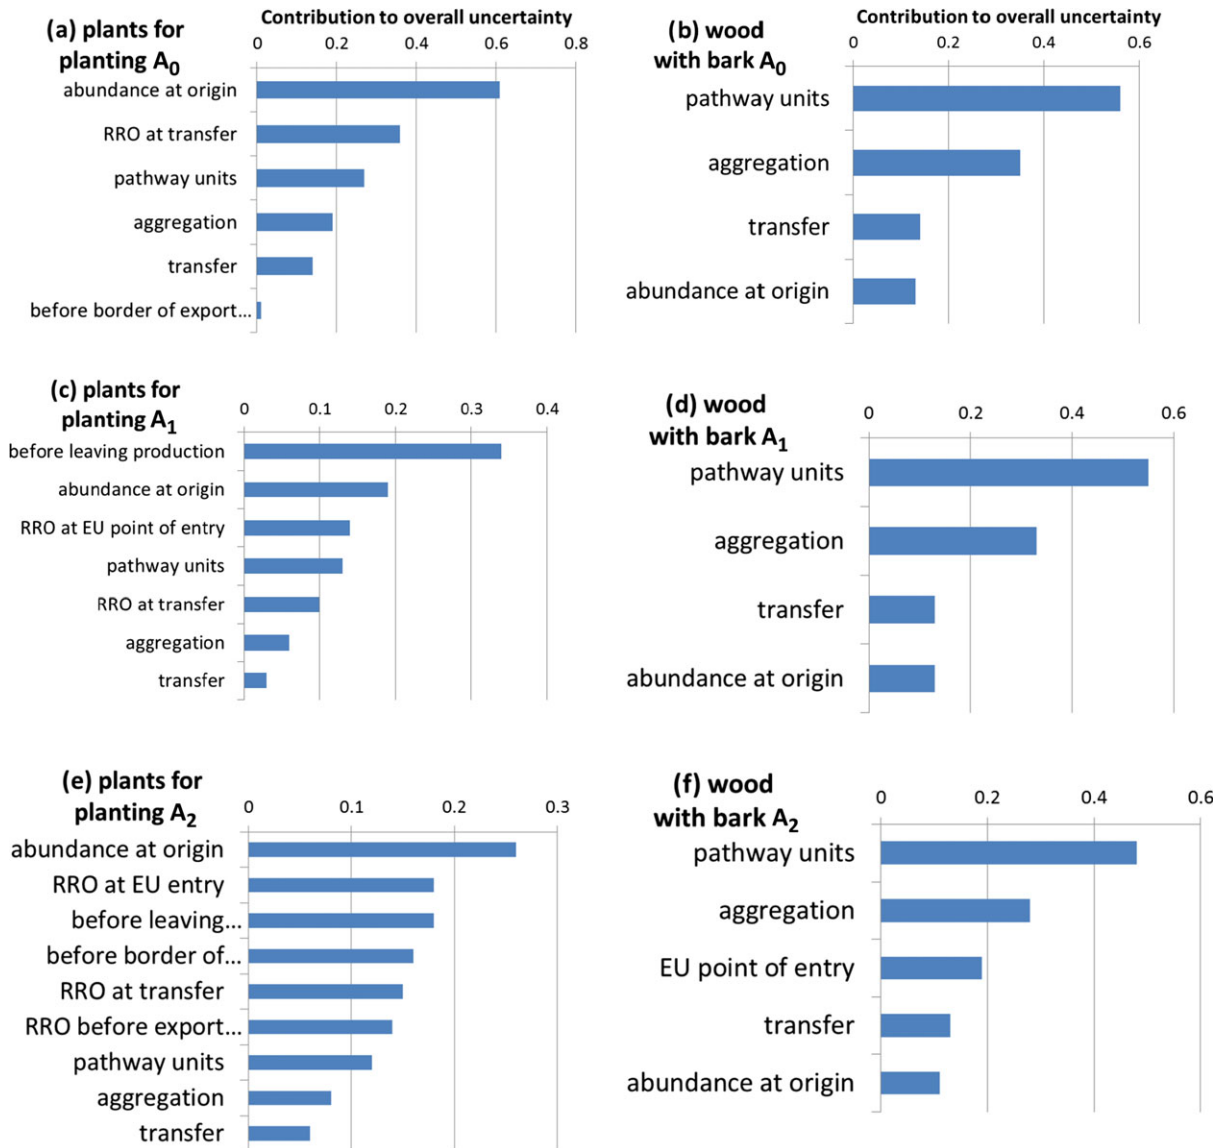 Contribution to overall uncertainty
(a) plants for
planting A0
0 0.2 0.4 0.6 0.8
abundance at origin
RRO at transfer
pathway units
aggregation
transfer
before border of export...
Contribution to overall uncertainty
(b) wood
with bark A0
0 0.2 0.4 0.6
pathway units
aggregation
transfer
abundance at origin
(c) plants for
planting A1
0 0.1 0.2 0.3 0.4
before leaving production
abundance at origin
RRO at EU point of entry
pathway units
RRO at transfer
aggregation
transfer
(d) wood
with bark A1
0 0.2 0.4 0.6
pathway units
aggregation
transfer
abundance at origin
(e) plants for
planting A2
0 0.1 0.2 0.3
abundance at origin
RRO at EU entry
before leaving...
before border of...
RRO at transfer
RRO before export...
pathway units
aggregation
transfer
(f) wood
with bark A2
0 0.2 0.4 0.6
pathway units
aggregation
EU point of entry
transfer
abundance at origin